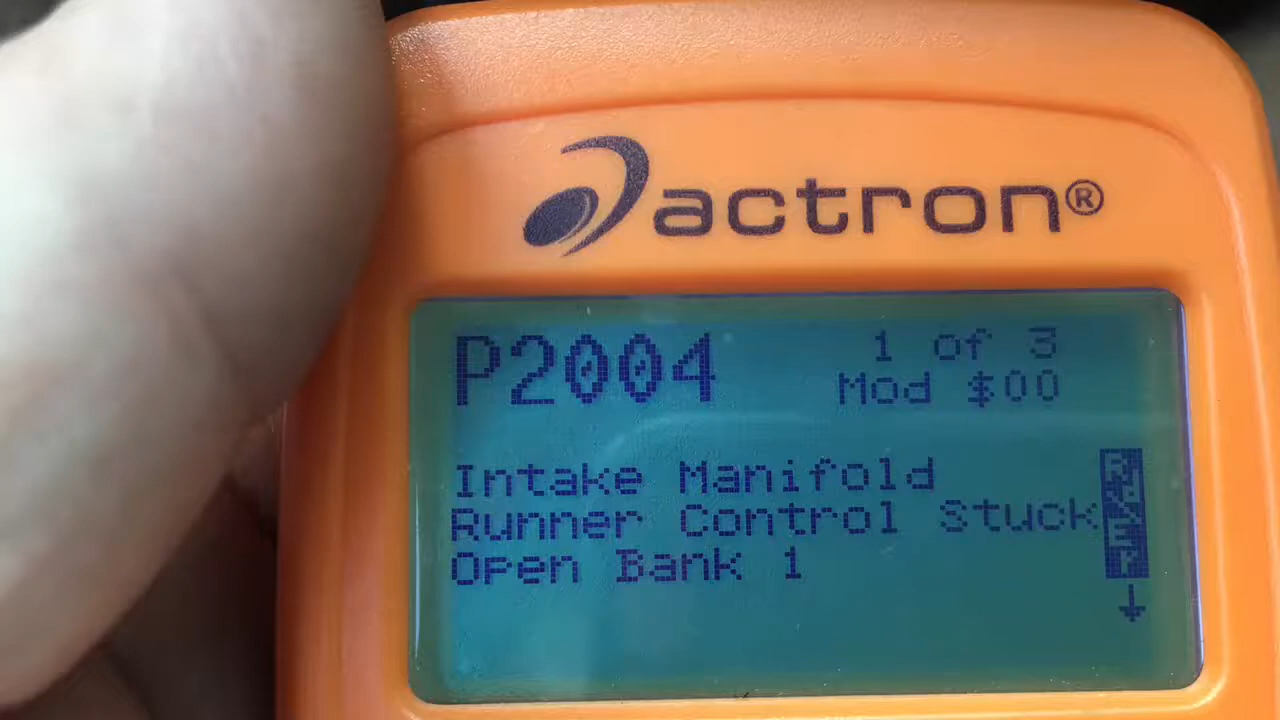 actron®
P2004
1 of 3
Mod $00
Intake Manifold
Runner Control Stuck
Open Bank 1